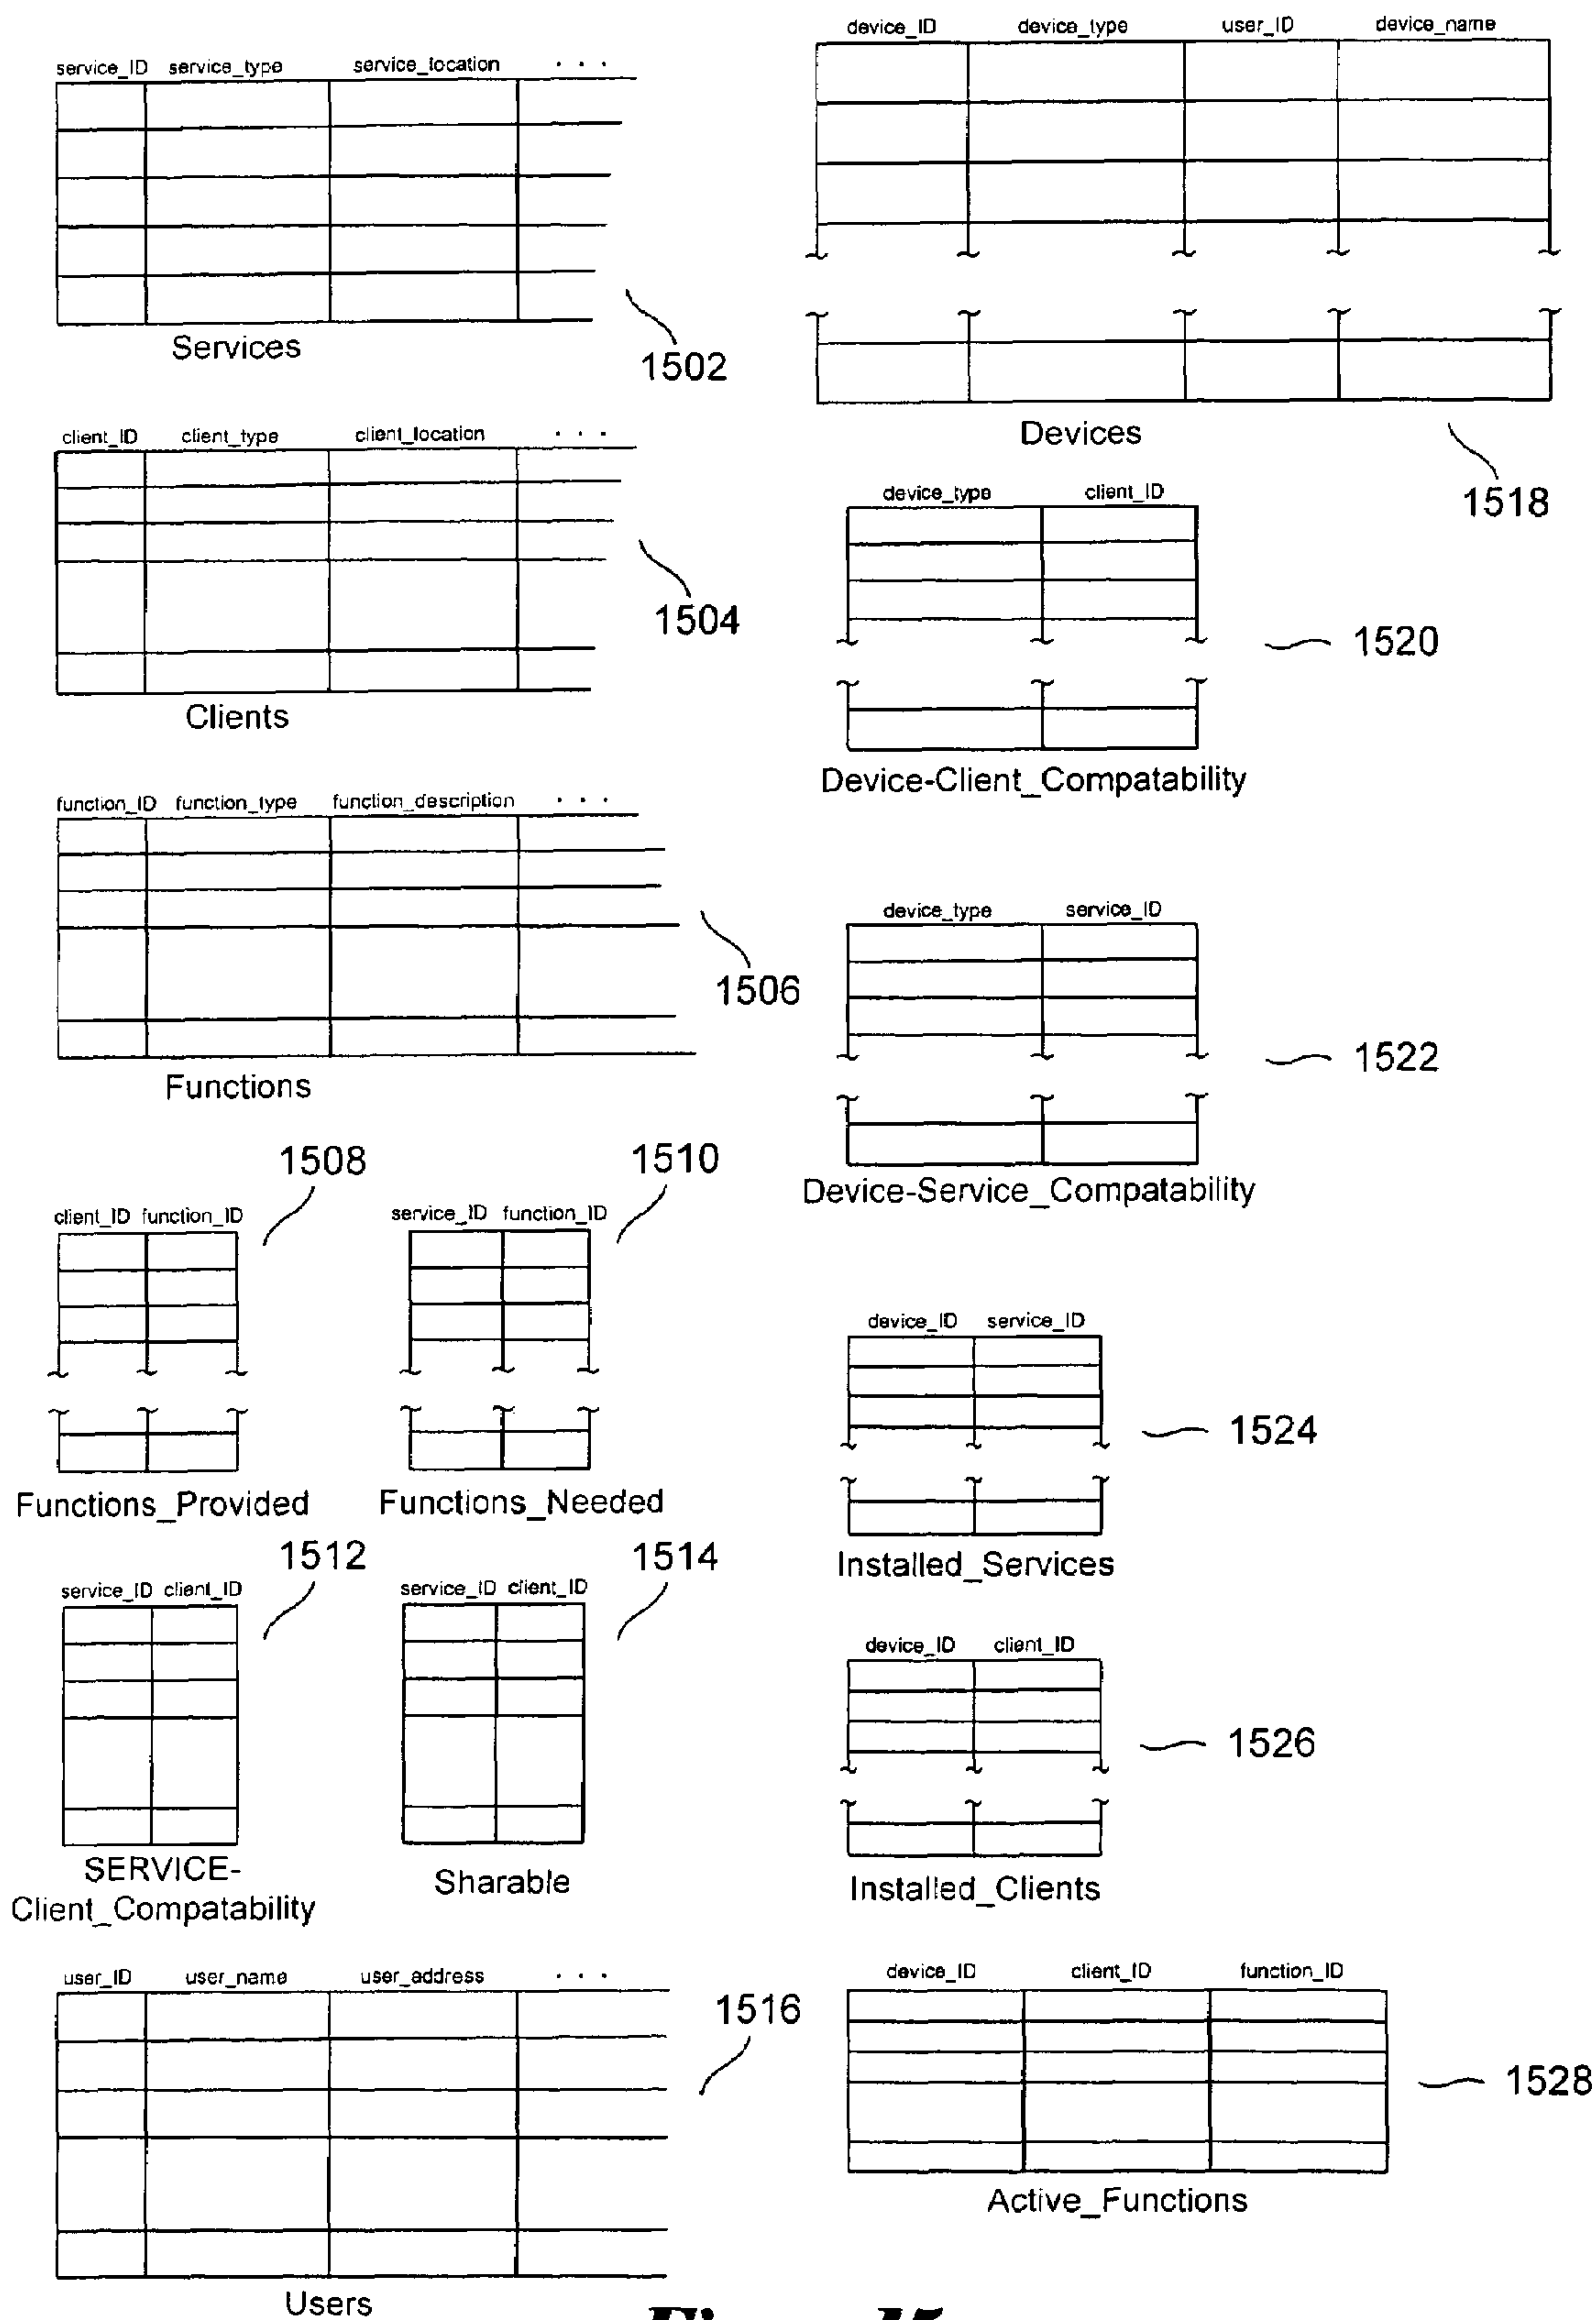 service_ID service_type service_location . . .
Services
1502
client_ID client_type client_location . . .
Clients
1504
function_ID function_type function_description . . .
Functions
1506
1508
client_ID function_ID
Functions_Provided
1510
service_ID function_ID
Functions_Needed
1512
service_ID client_ID
SERVICE-
Client_Compatability
1514
service_ID client_ID
Sharable
user_ID user_name user_address . . .
1516
Users
device_ID device_type user_ID device_name
Devices
1518
device_type client_ID
1520
Device-Client_Compatability
device_type service_ID
1522
Device-Service_Compatability
device_ID service_ID
1524
Installed_Services
device_ID client_ID
1526
Installed_Clients
device_ID client_ID function_ID
1528
Active_Functions